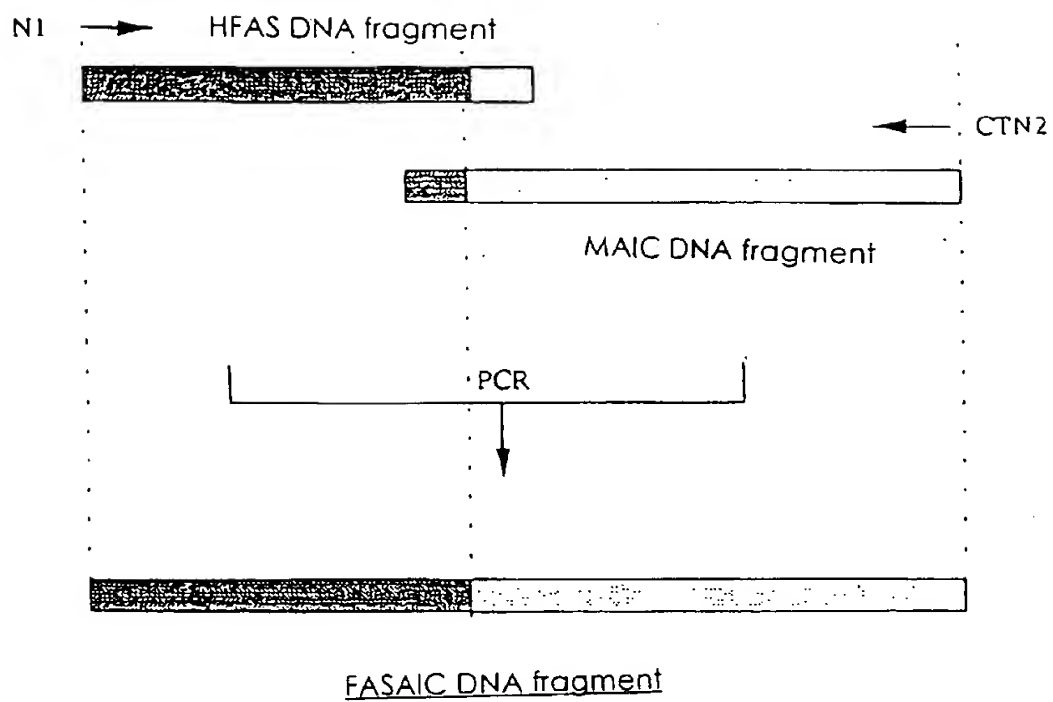 N1
HFAS DNA fragment
CTN2
MAIC DNA fragment
PCR
FASAIC DNA fragment